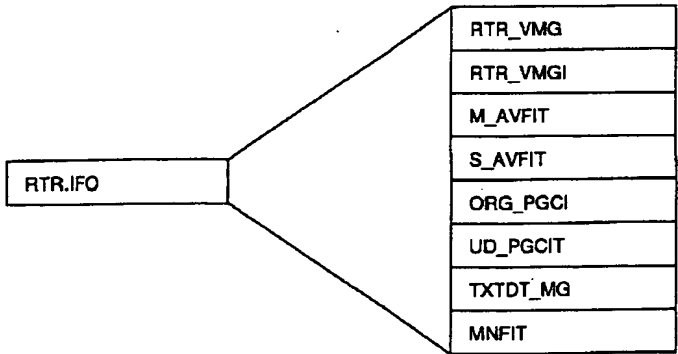 RTR.IFO
RTR_VMG
RTR_VMGI
M_AVFIT
S_AVFIT
ORG_PGCI
UD_PGCIT
TXTDT_MG
MNFIT